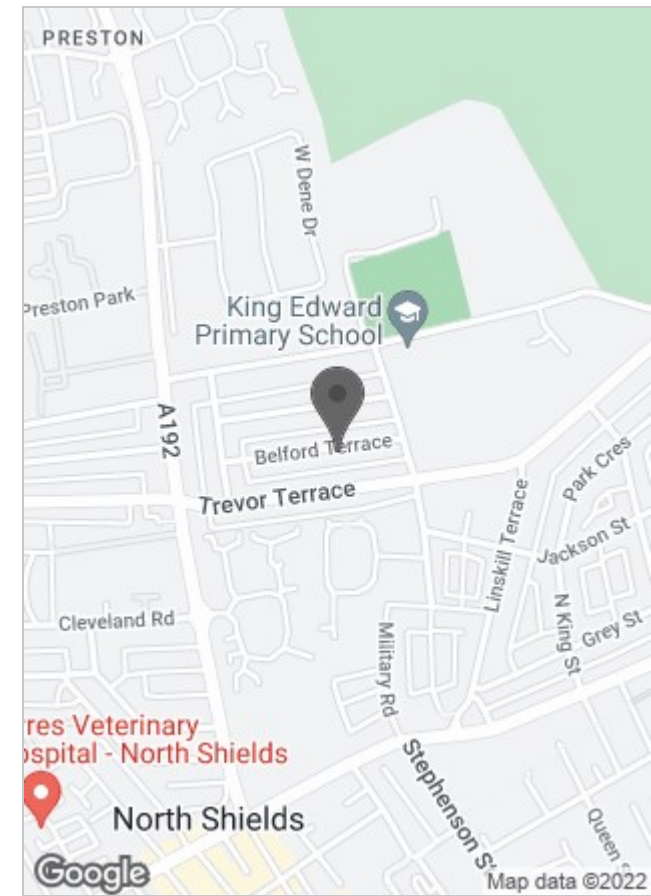 PRESTON
W Dene Dr
Preston Park
King Edward
Primary School
A192
Belford Terrace
Trevor Terrace
Park Cres
Jackson St
Linskill Terrace
Cleveland Rd
Military Rd
N King St
Grey St
res Veterinary
ospital - North Shields
Stephenson S
North Shields
Queen S
Google
Map data ©2022